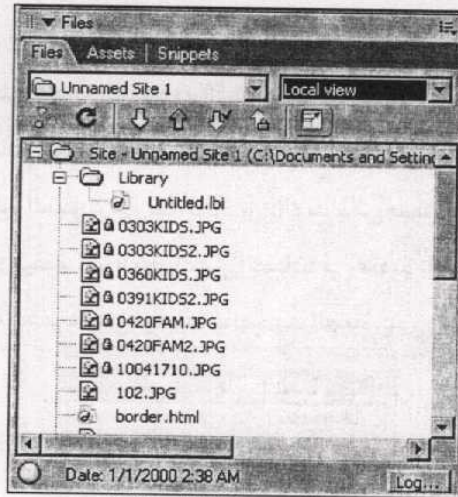 Files
Files Assets Snippets
Unnamed Site 1 Local view
Site - Unnamed Site 1 (C:\Documents and Setting
Library
Untitled.lbi
0303KIDS.JPG
0303KIDS2.JPG
0360KIDS.JPG
0391KIDS2.JPG
0420FAM.JPG
0420FAM2.JPG
10041710.JPG
102.JPG
border.html
Date: 1/1/2000 2:38 AM Log...